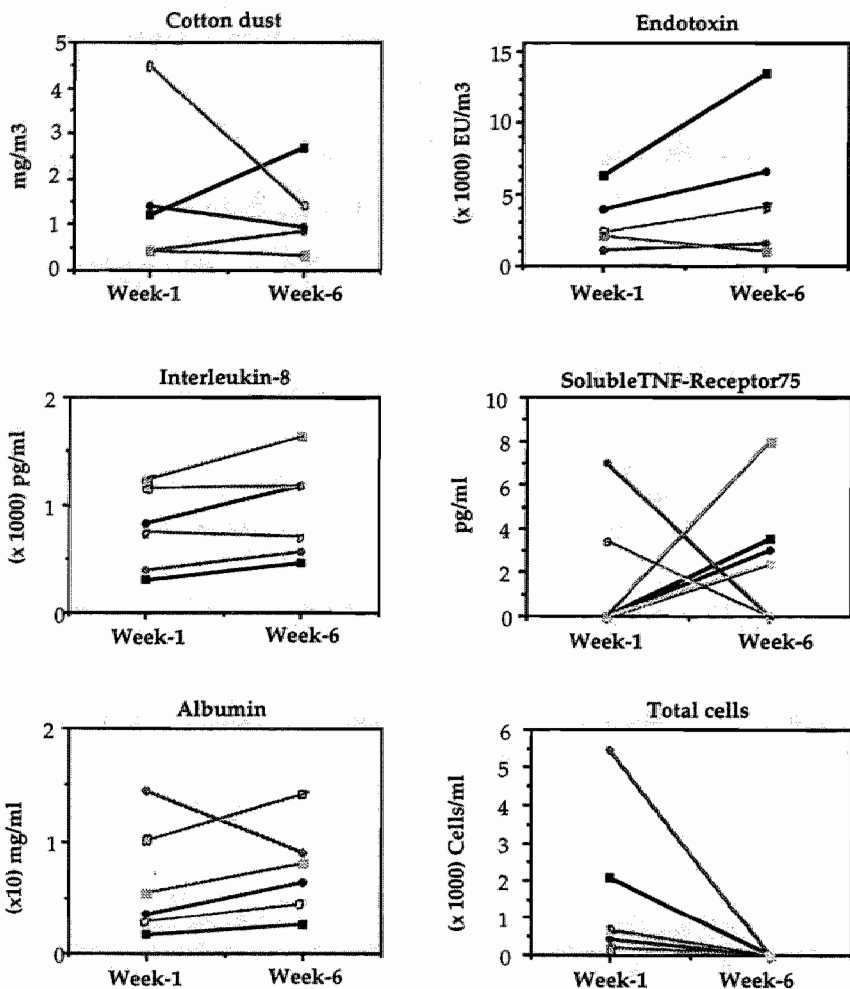 Cotton dust
5
4
3
2
1
0
mg/m3
Week-1 Week-6
Endotoxin
15
10
5
0
(x 1000) EU/m3
Week-1 Week-6
Interleukin-8
2
1
0
(x 1000) pg/ml
Week-1 Week-6
SolubleTNF-Receptor75
10
8
6
4
2
0
pg/ml
Week-1 Week-6
Albumin
2
1
0
(x10) mg/ml
Week-1 Week-6
Total cells
6
5
4
3
2
1
0
(x 1000) Cells/ml
Week-1 Week-6